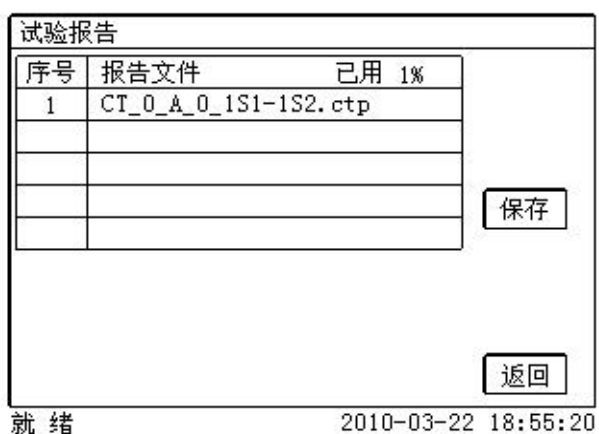 试验报告
序号 报告文件 已用 1%
1 CT_0_A_0_1S1-1S2.ctp
保存
返回
就 绪 2010-03-22 18:55:20